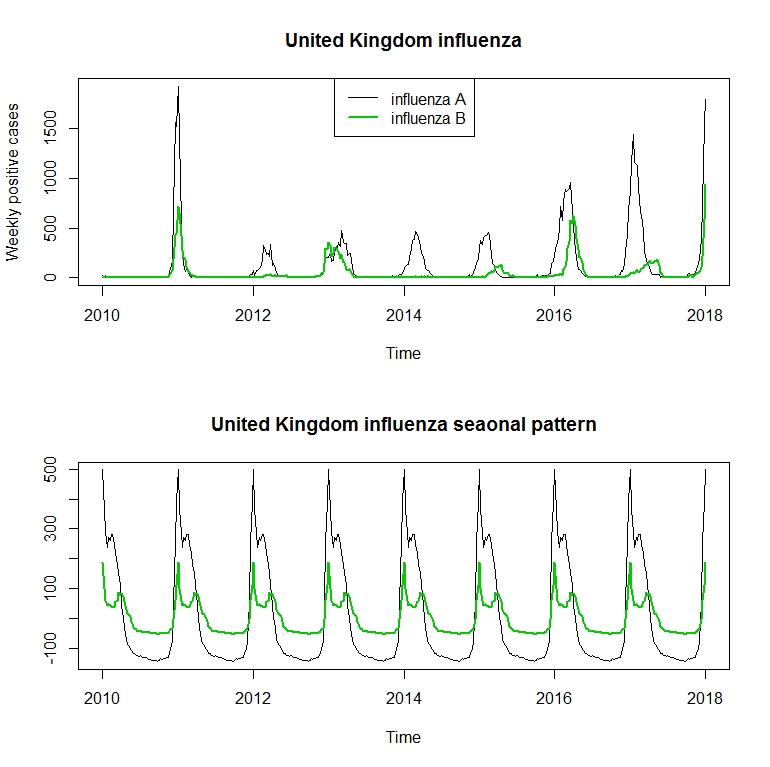 United Kingdom influenza
Weekly positive cases
1500
1000
500
0
influenza A
influenza B
2010 2012 2014 2016 2018
Time
United Kingdom influenza seaonal pattern
500
300
100
-100
2010 2012 2014 2016 2018
Time